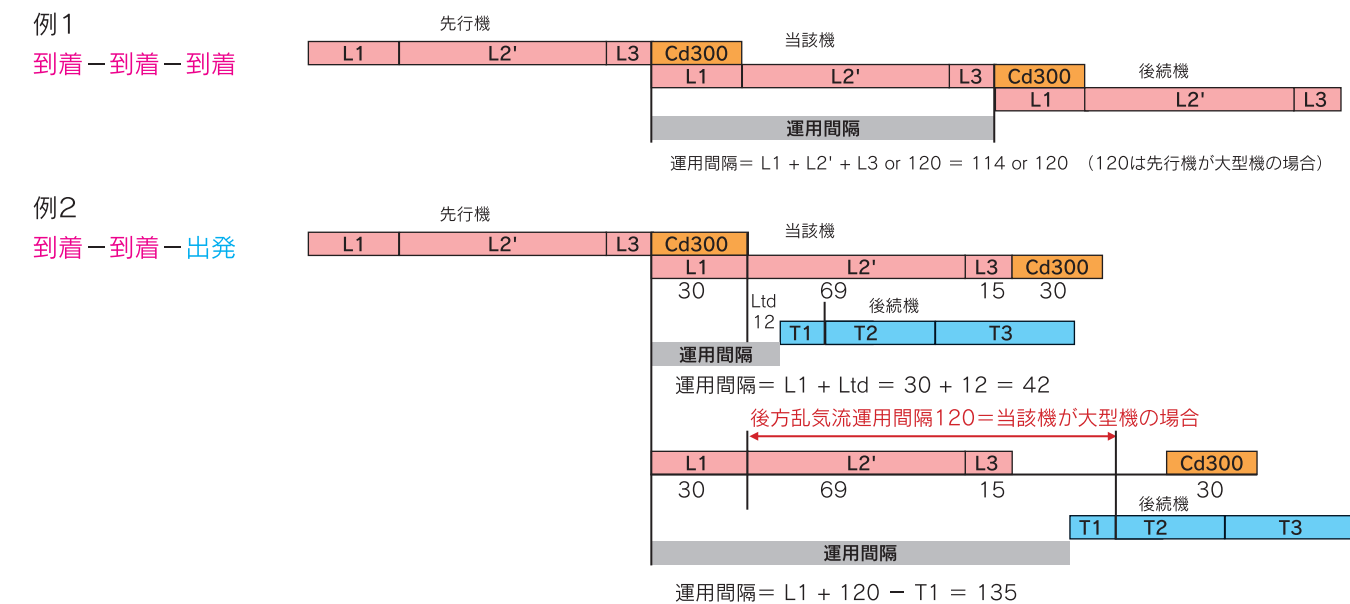 例1
到着－到着－到着
先行機
L1 L2' L3 Cd300
当該機
L1 L2' L3 Cd300
後続機
L1 L2' L3
運用間隔
運用間隔＝ L1 + L2' + L3 or 120 ＝ 114 or 120 （120は先行機が大型機の場合）
例2
到着－到着－出発
先行機
L1 L2' L3 Cd300
当該機
L1 L2' L3 Cd300
30 69 15 30
Ltd
12
後続機
T1 T2 T3
運用間隔
運用間隔＝ L1 + Ltd ＝ 30 + 12 ＝ 42
後方乱気流運用間隔120＝当該機が大型機の場合
L1 L2' L3 Cd300
30 69 15 30
後続機
T1 T2 T3
運用間隔
運用間隔＝ L1 + 120 － T1 ＝ 135